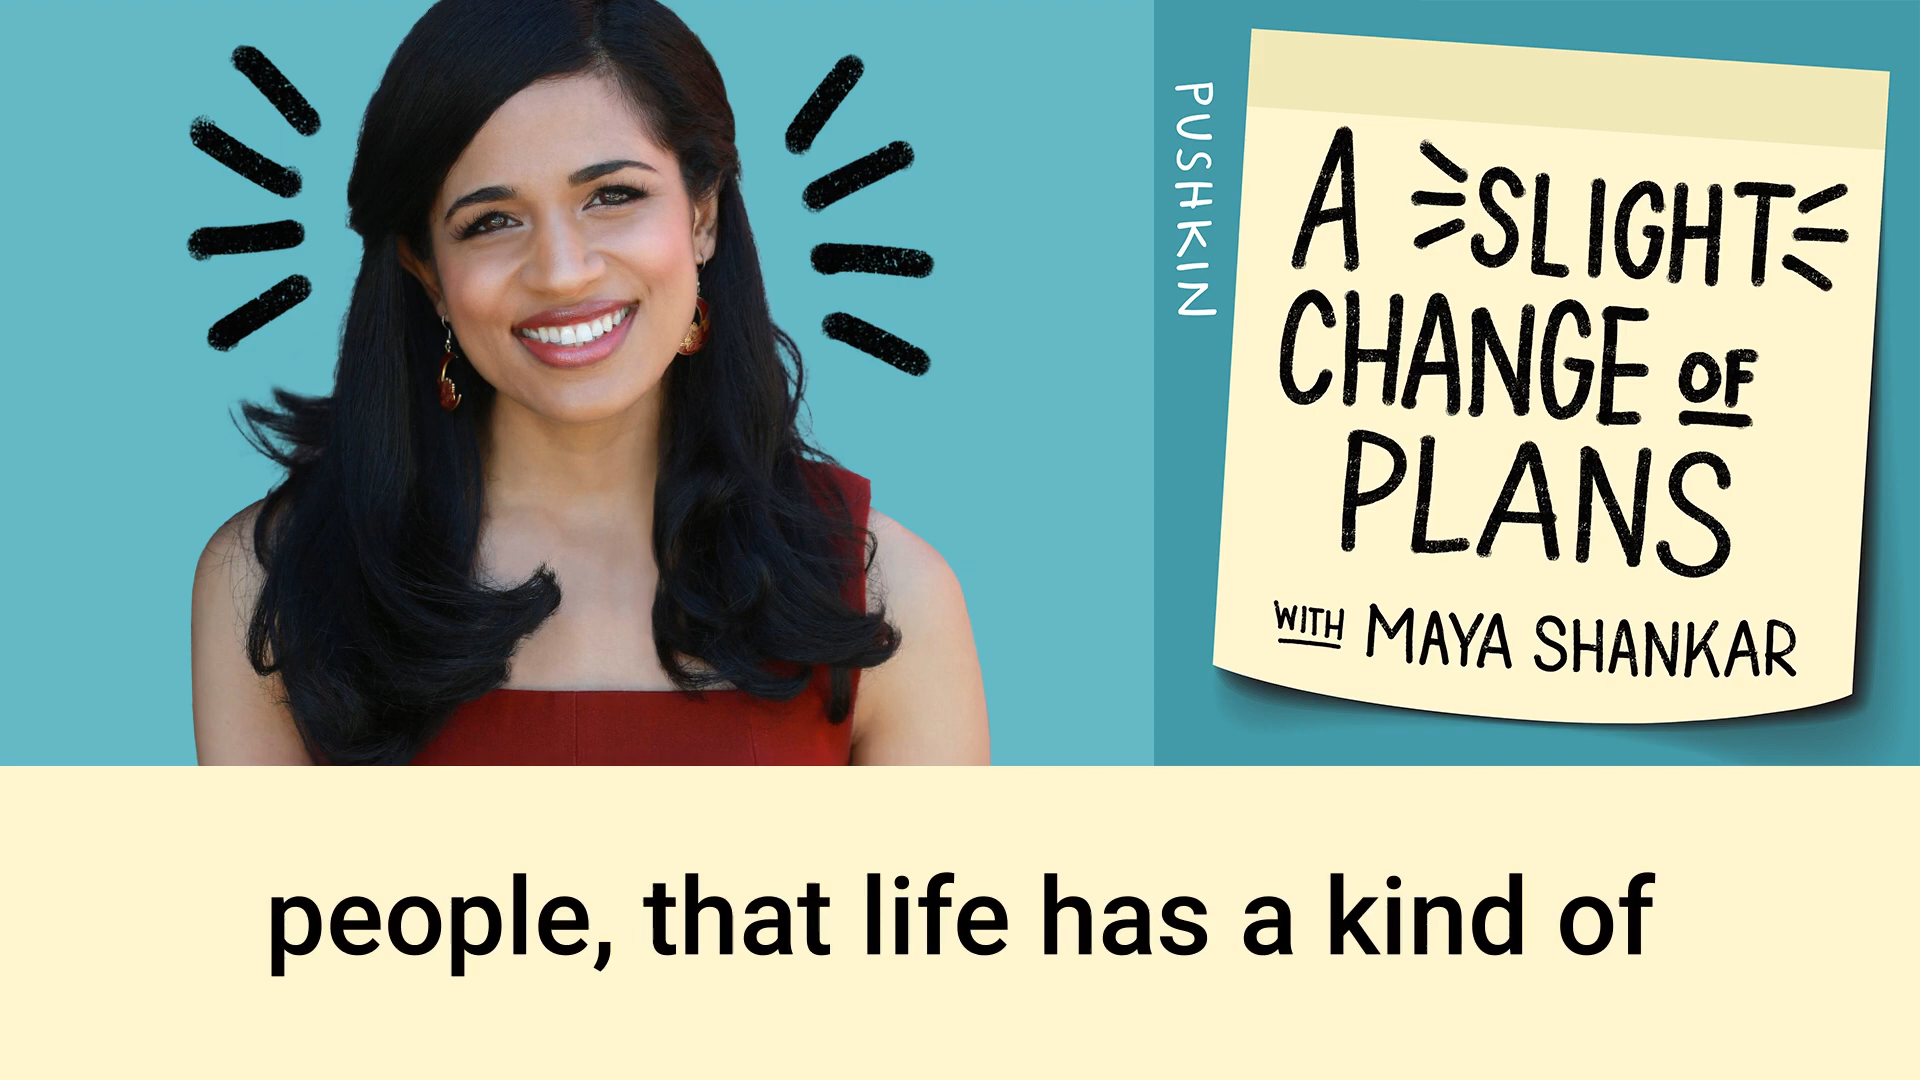 PUSHKIN
A SLIGHT
CHANGE OF
PLANS
WITH MAYA SHANKAR
people, that life has a kind of